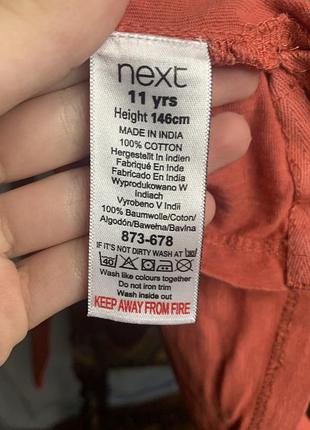 next
11 yrs
Height 146cm
MADE IN INDIA
100% COTTON
Hergestellt In Indien
Fabriqué En Inde
Fabricado En India
Wyprodukowano W
Indiach
Vyrobeno V Indii
100% Baumwolle/Coton/
Algodón/Bawełna/Bavlna
873-678
IF IT'S NOT DIRTY WASH AT 30
40
Wash like colours together
Do not iron trim
Wash inside out
KEEP AWAY FROM FIRE